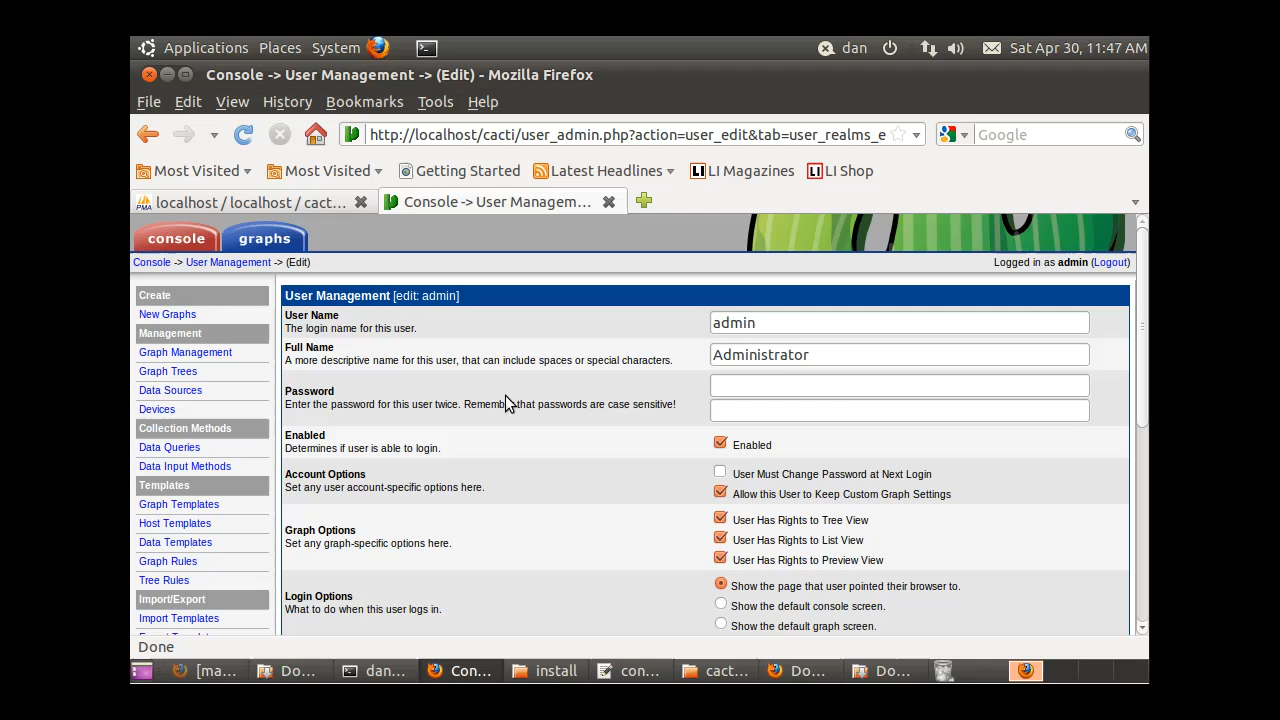 Applications Places System dan Sat Apr 30, 11:47 AM
Console -> User Management -> (Edit) - Mozilla Firefox
File Edit View History Bookmarks Tools Help
http://localhost/cacti/user_admin.php?action=user_edit&tab=user_realms_e Google
Most Visited Most Visited Getting Started Latest Headlines LI LI Magazines LI LI Shop
PMA localhost / localhost / cact... Console -> User Managem...
console graphs
Console -> User Management -> (Edit) Logged in as admin (Logout)
Create
New Graphs
Management
Graph Management
Graph Trees
Data Sources
Devices
Collection Methods
Data Queries
Data Input Methods
Templates
Graph Templates
Host Templates
Data Templates
Graph Rules
Tree Rules
Import/Export
Import Templates
User Management [edit: admin]
User Name
The login name for this user.
admin
Full Name
A more descriptive name for this user, that can include spaces or special characters.
Administrator
Password
Enter the password for this user twice. Remember that passwords are case sensitive!
Enabled
Determines if user is able to login.
Enabled
Account Options
Set any user account-specific options here.
User Must Change Password at Next Login
Allow this User to Keep Custom Graph Settings
Graph Options
Set any graph-specific options here.
User Has Rights to Tree View
User Has Rights to List View
User Has Rights to Preview View
Login Options
What to do when this user logs in.
Show the page that user pointed their browser to.
Show the default console screen.
Show the default graph screen.
Done
[ma... Do... dan... Con... install con... cact... Do... Do...